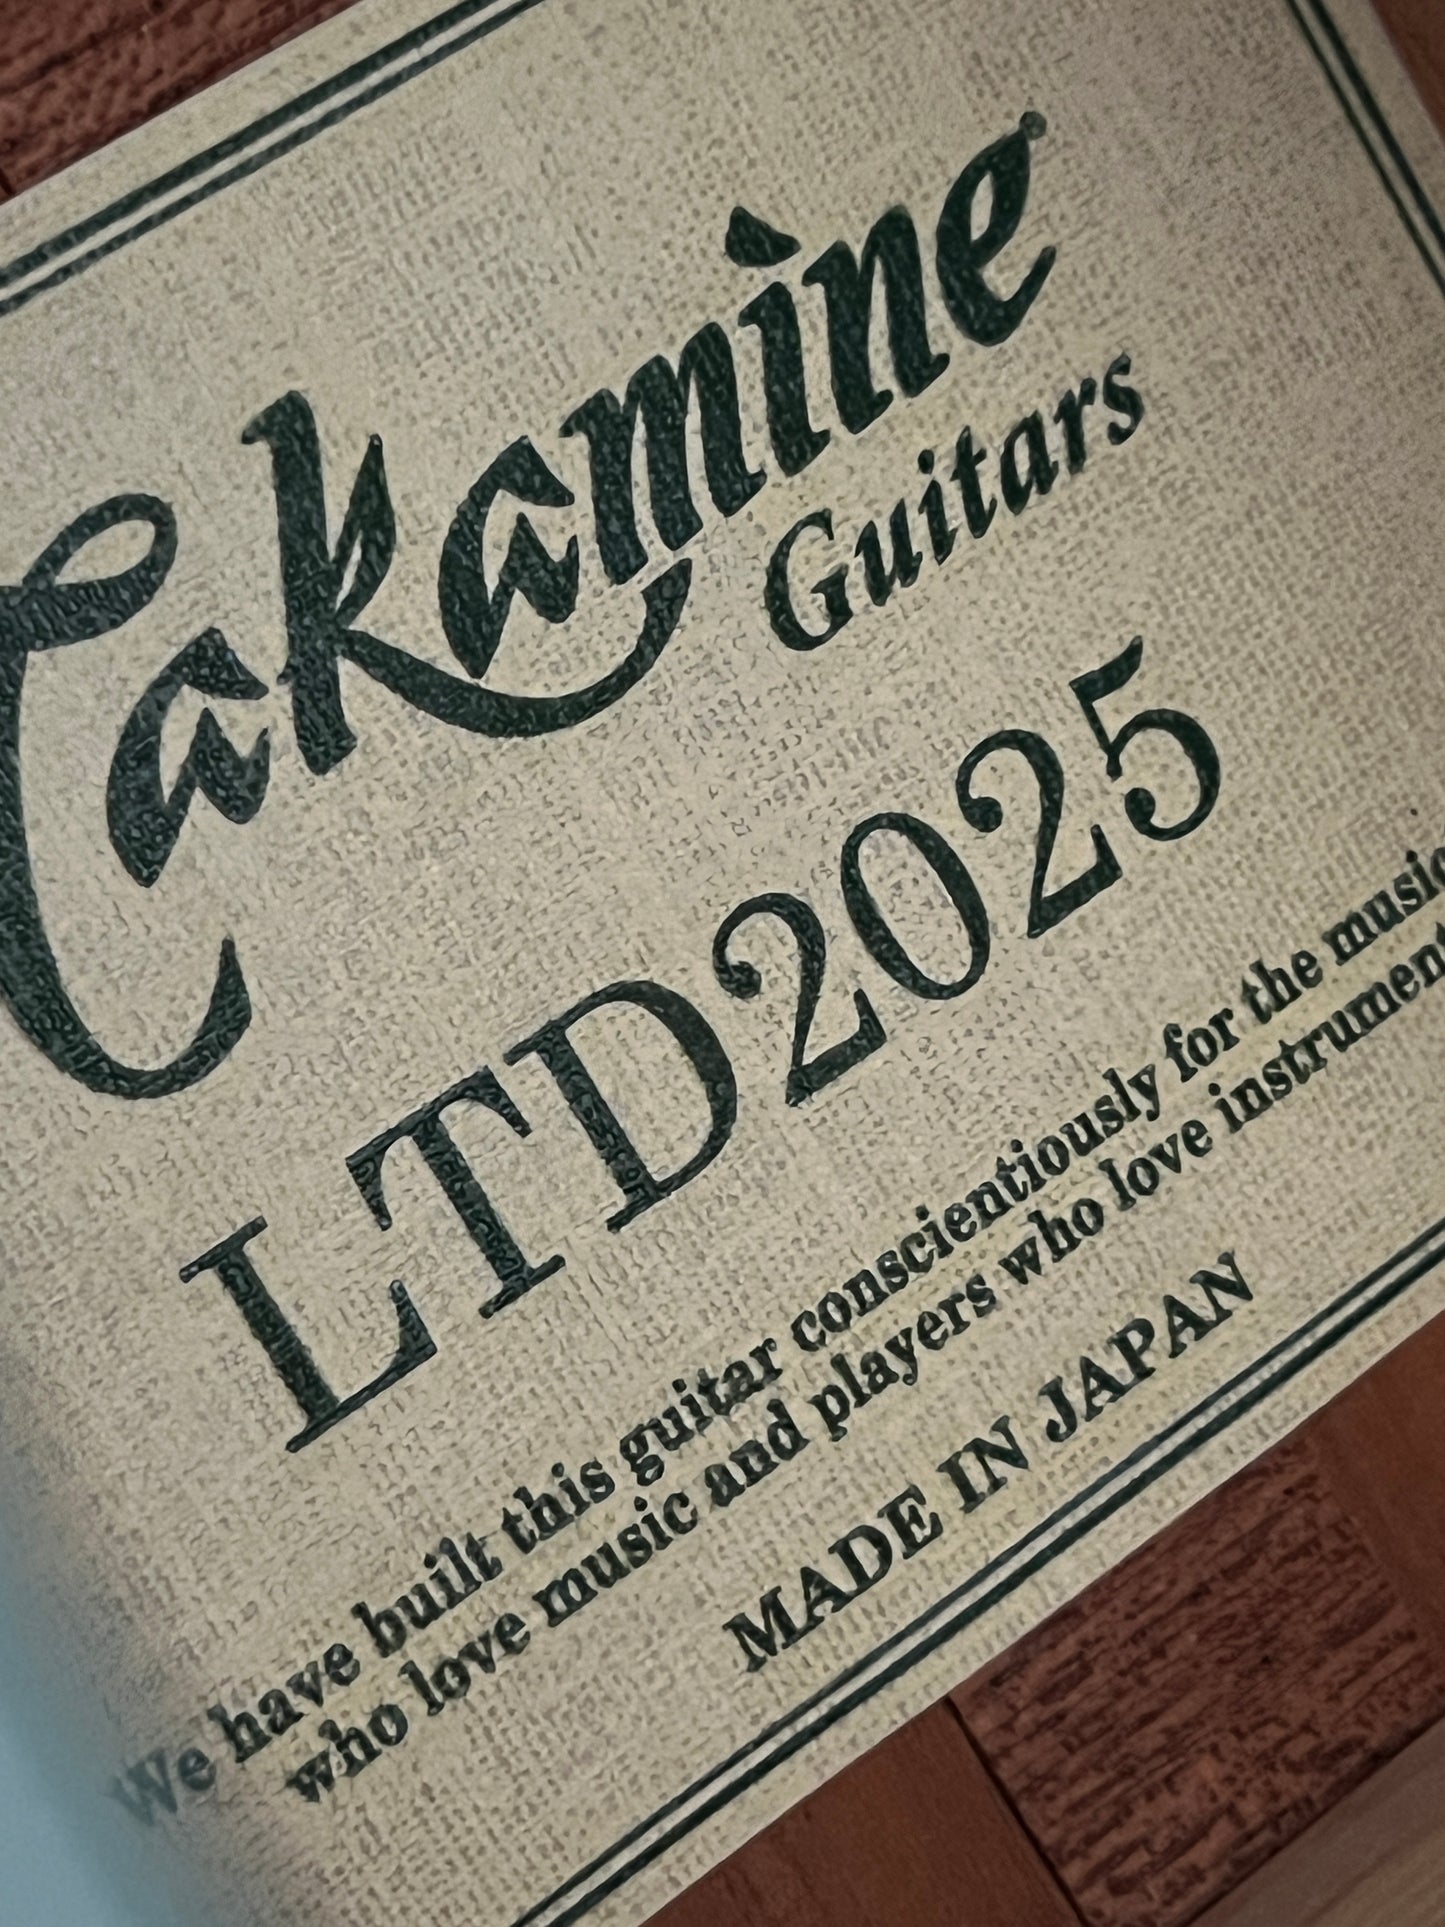 Takamine®
Guitars
LTD2025
We have built this guitar conscientiously for the music
who love music and players who love instrument
MADE IN JAPAN